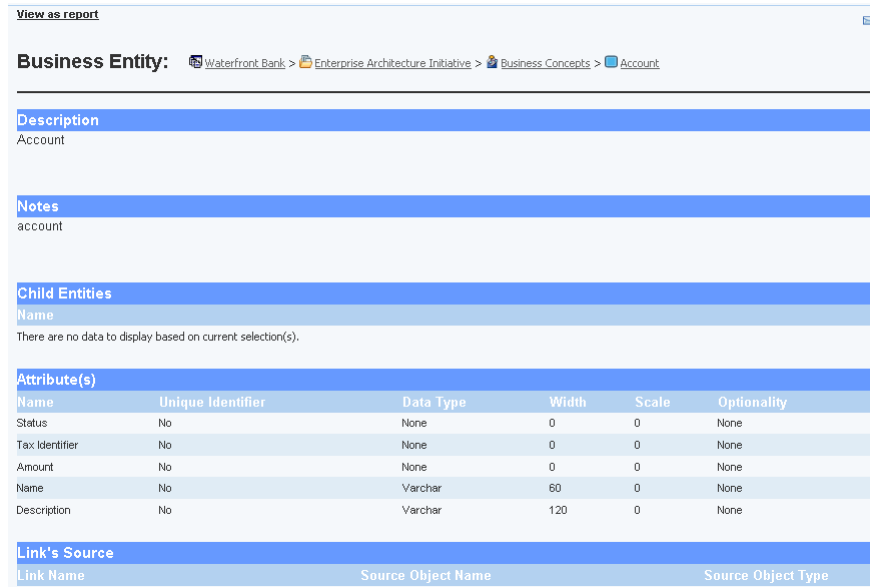 View as report
Business Entity: Waterfront Bank > Enterprise Architecture Initiative > Business Concepts > Account
Description
Account
Notes
account
Child Entities
Name
There are no data to display based on current selection(s).
Attribute(s)
Name Unique Identifier Data Type Width Scale Optionality
Status No None 0 0 None
Tax Identifier No None 0 0 None
Amount No None 0 0 None
Name No Varchar 60 0 None
Description No Varchar 120 0 None
Link's Source
Link Name Source Object Name Source Object Type